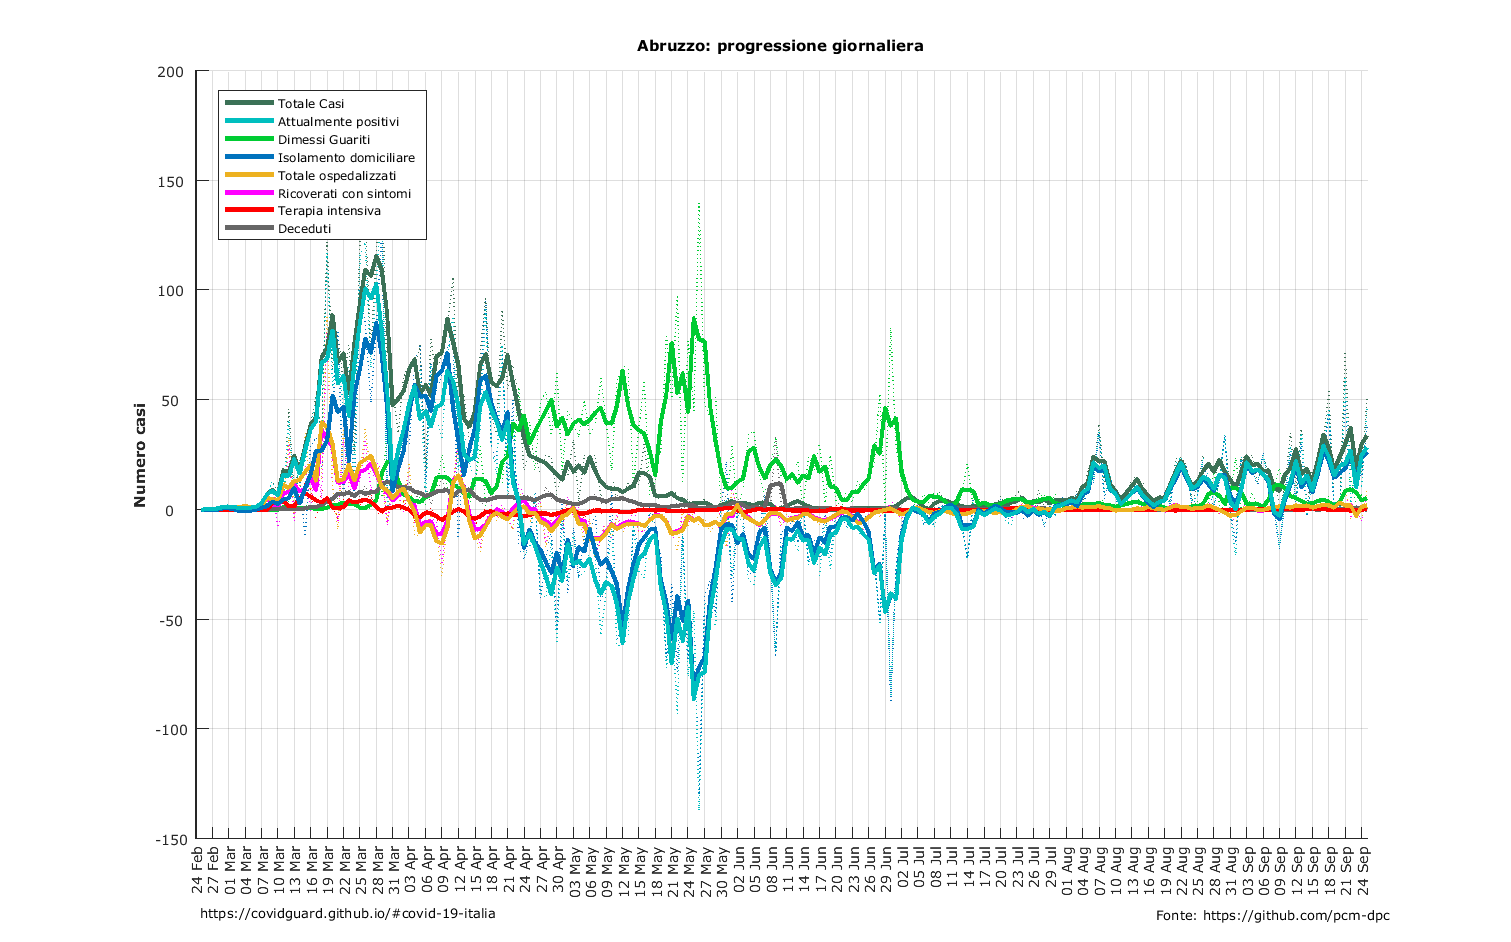 Abruzzo: progressione giornaliera
200
150
100
50
0
-50
-100
-150
Numero casi
Totale Casi
Attualmente positivi
Dimessi Guariti
Isolamento domiciliare
Totale ospedalizzati
Ricoverati con sintomi
Terapia intensiva
Deceduti
24 Feb
27 Feb
01 Mar
04 Mar
07 Mar
10 Mar
13 Mar
16 Mar
19 Mar
22 Mar
25 Mar
28 Mar
31 Mar
03 Apr
06 Apr
09 Apr
12 Apr
15 Apr
18 Apr
21 Apr
24 Apr
27 Apr
30 Apr
03 May
06 May
09 May
12 May
15 May
18 May
21 May
24 May
27 May
30 May
02 Jun
05 Jun
08 Jun
11 Jun
14 Jun
17 Jun
20 Jun
23 Jun
26 Jun
29 Jun
02 Jul
05 Jul
08 Jul
11 Jul
14 Jul
17 Jul
20 Jul
23 Jul
26 Jul
29 Jul
01 Aug
04 Aug
07 Aug
10 Aug
13 Aug
16 Aug
19 Aug
22 Aug
25 Aug
28 Aug
31 Aug
03 Sep
06 Sep
09 Sep
12 Sep
15 Sep
18 Sep
21 Sep
24 Sep
https://covidguard.github.io/#covid-19-italia
Fonte: https://github.com/pcm-dpc